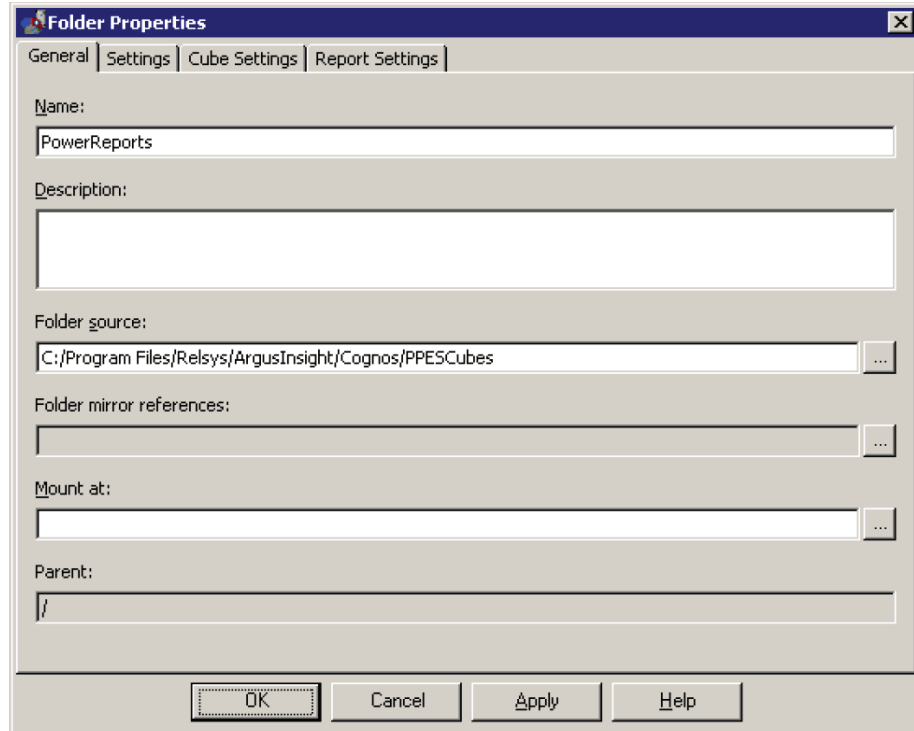 Folder Properties
General Settings Cube Settings Report Settings
Name:
PowerReports
Description:
Folder source:
C:/Program Files/Relsys/ArgusInsight/Cognos/PPESCubes
...
Folder mirror references:
...
Mount at:
...
Parent:
/
OK Cancel Apply Help